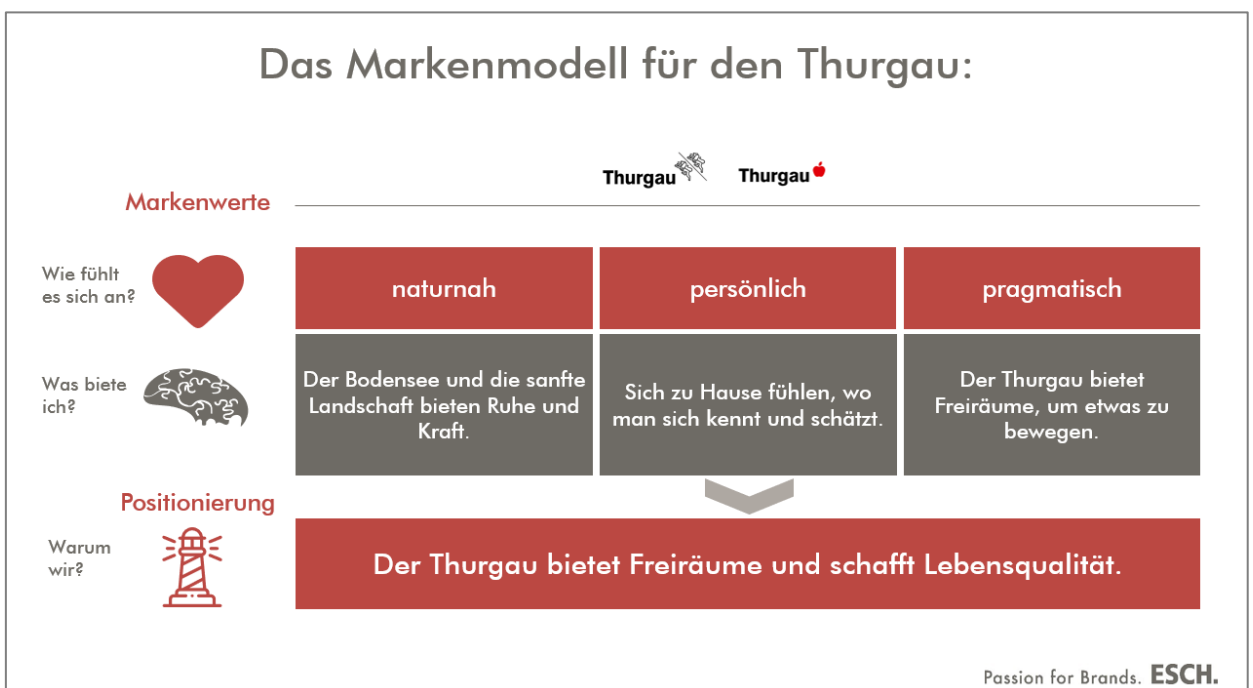 Das Markenmodell für den Thurgau:
Thurgau Thurgau
Markenwerte
Wie fühlt
es sich an?
naturnah
persönlich
pragmatisch
Was biete
ich?
Der Bodensee und die sanfte
Landschaft bieten Ruhe und
Kraft.
Sich zu Hause fühlen, wo
man sich kennt und schätzt.
Der Thurgau bietet
Freiräume, um etwas zu
bewegen.
Positionierung
Warum
wir?
Der Thurgau bietet Freiräume und schafft Lebensqualität.
Passion for Brands. ESCH.